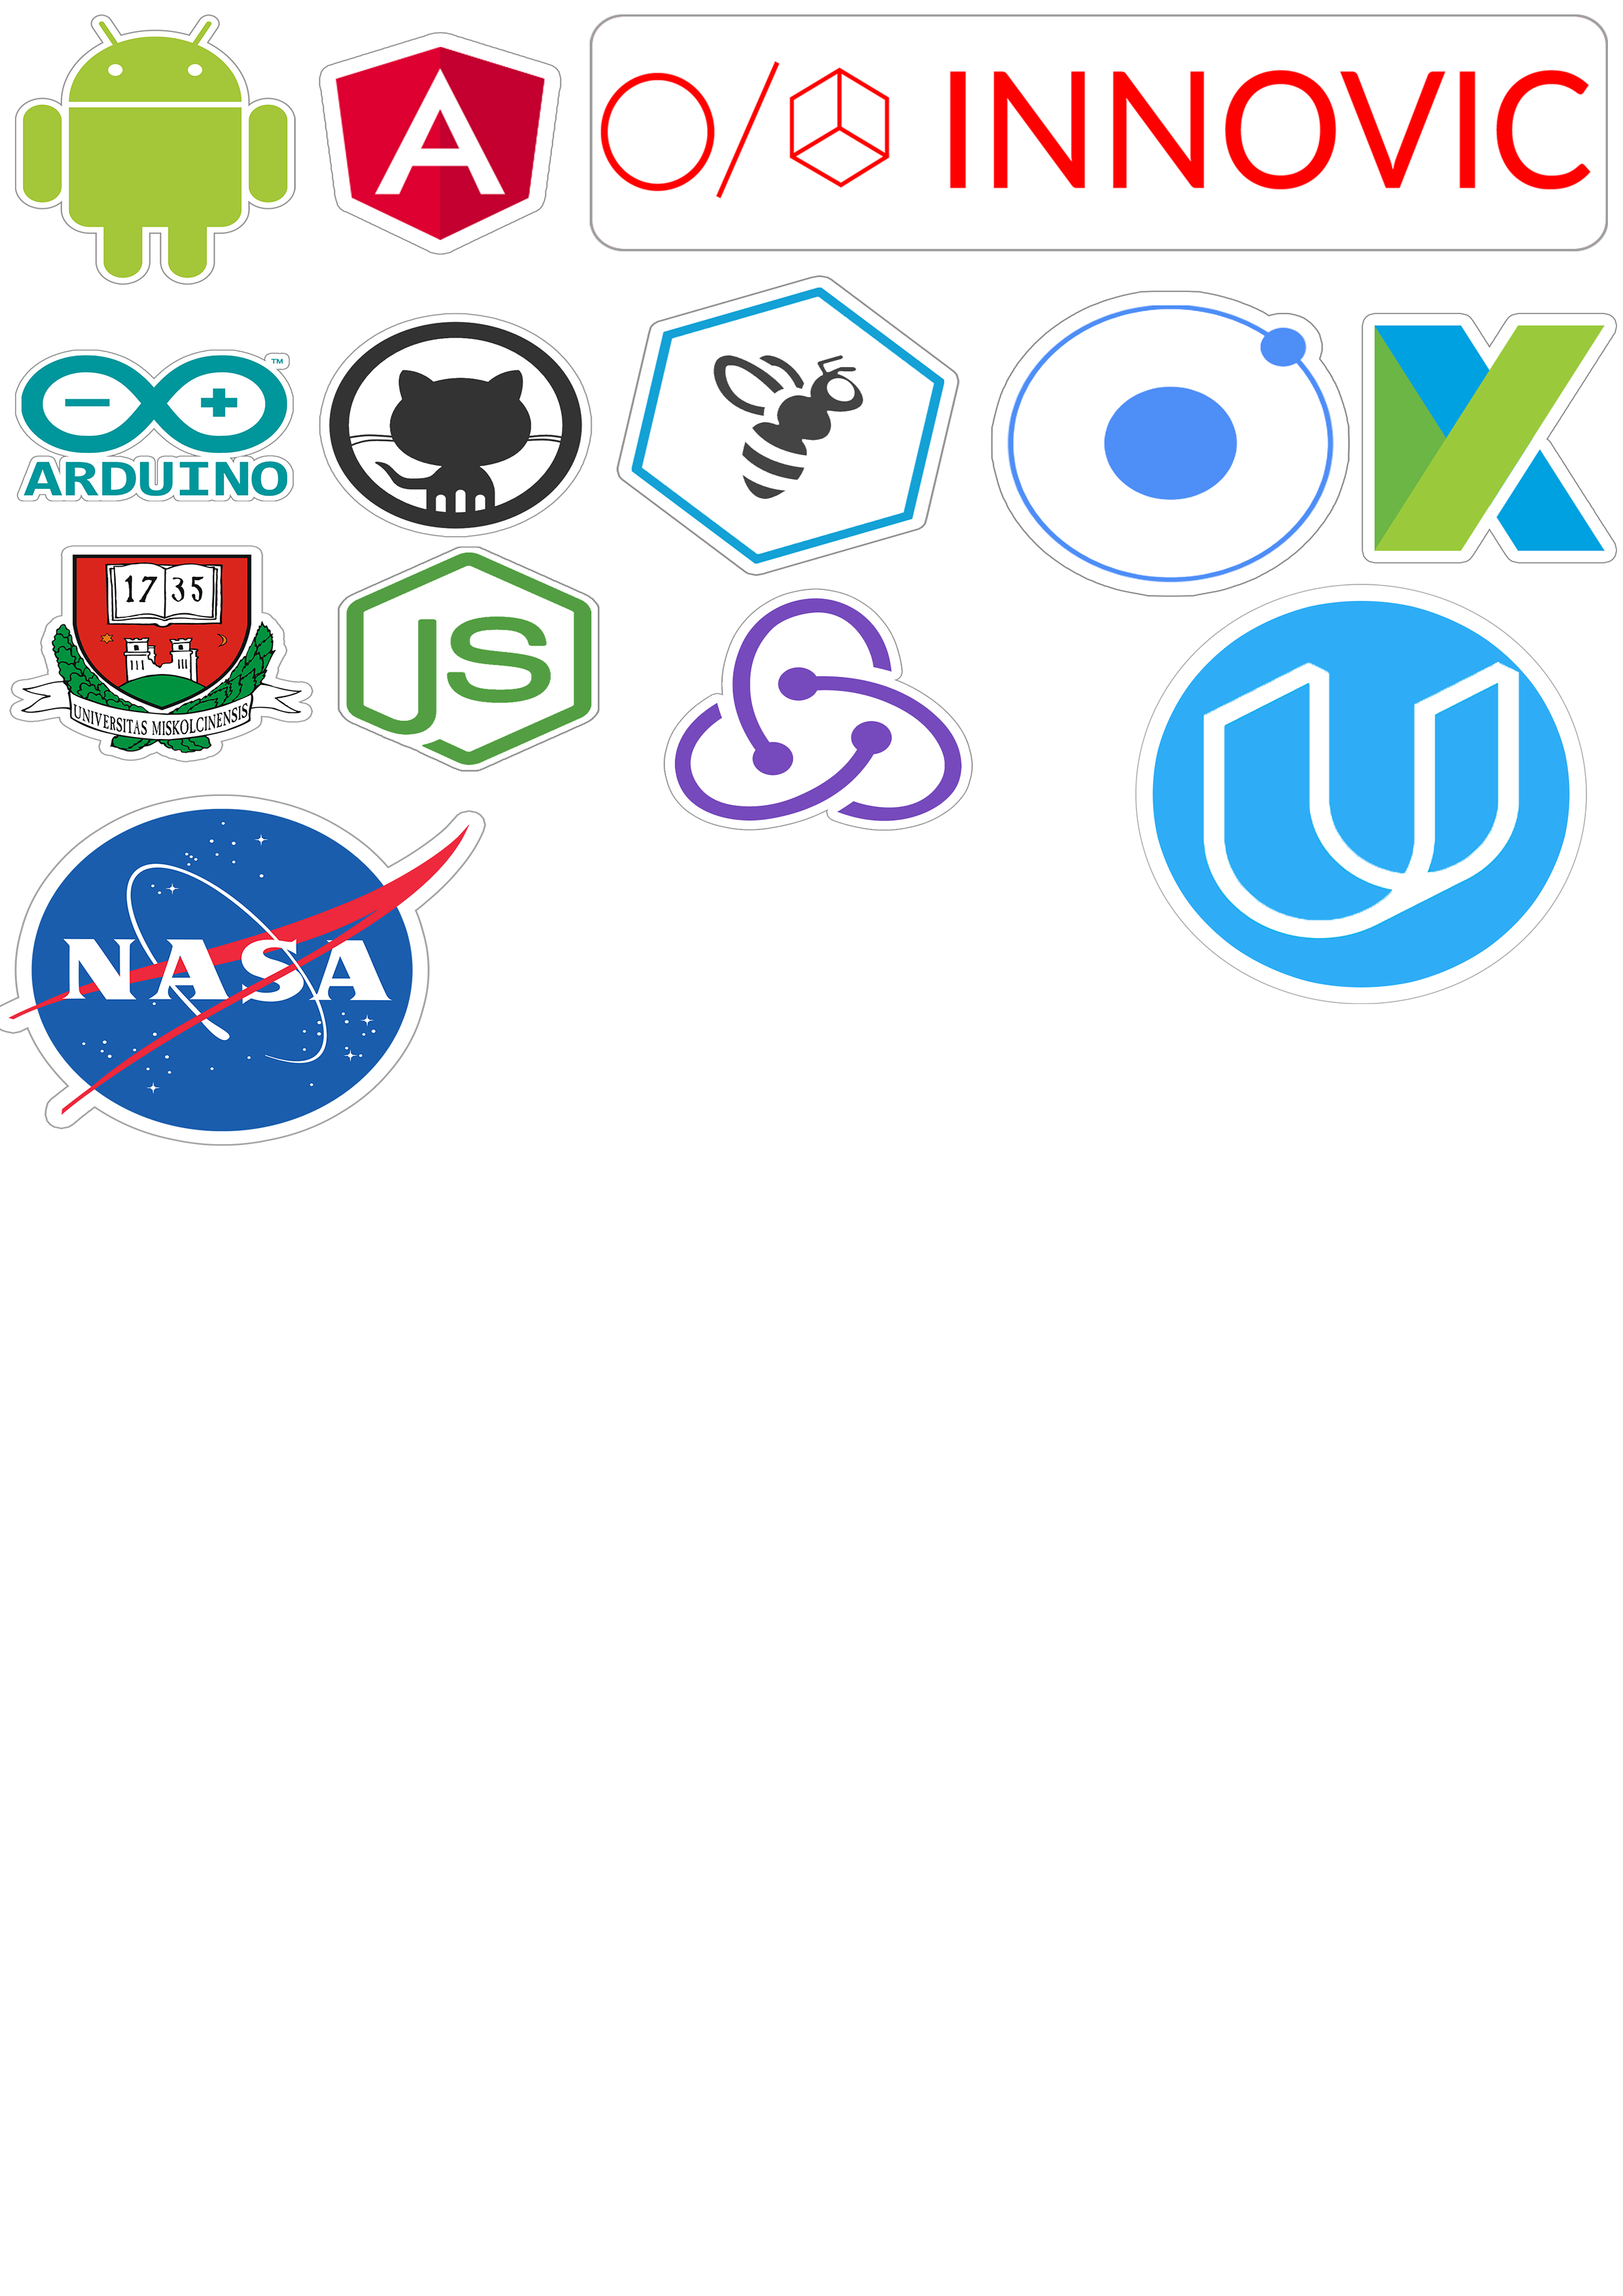 A
O/ INNOVIC
TM
ARDUINO
17 35
UNIVERSITAS MISKOLCINENSIS
JS
NASA